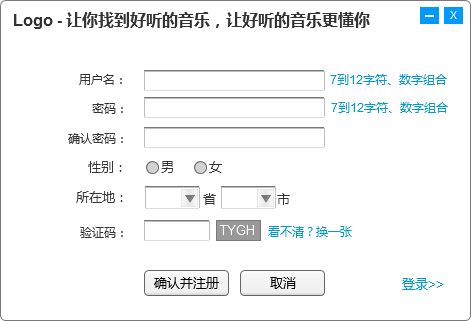 Logo - 让你找到好听的音乐，让好听的音乐更懂你
用户名： 7到12字符、数字组合
密码： 7到12字符、数字组合
确认密码：
性别： 男 女
所在地： 省 市
验证码： TYGH 看不清？换一张
确认并注册 取消 登录>>